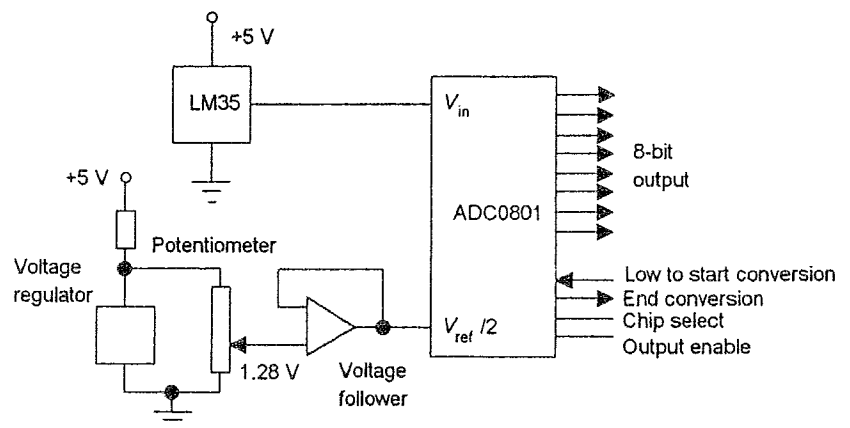 +5 V
LM35
V_in
8-bit
output
ADC0801
+5 V
Potentiometer
Voltage
regulator
Low to start conversion
End conversion
Chip select
Output enable
V_ref /2
1.28 V
Voltage
follower